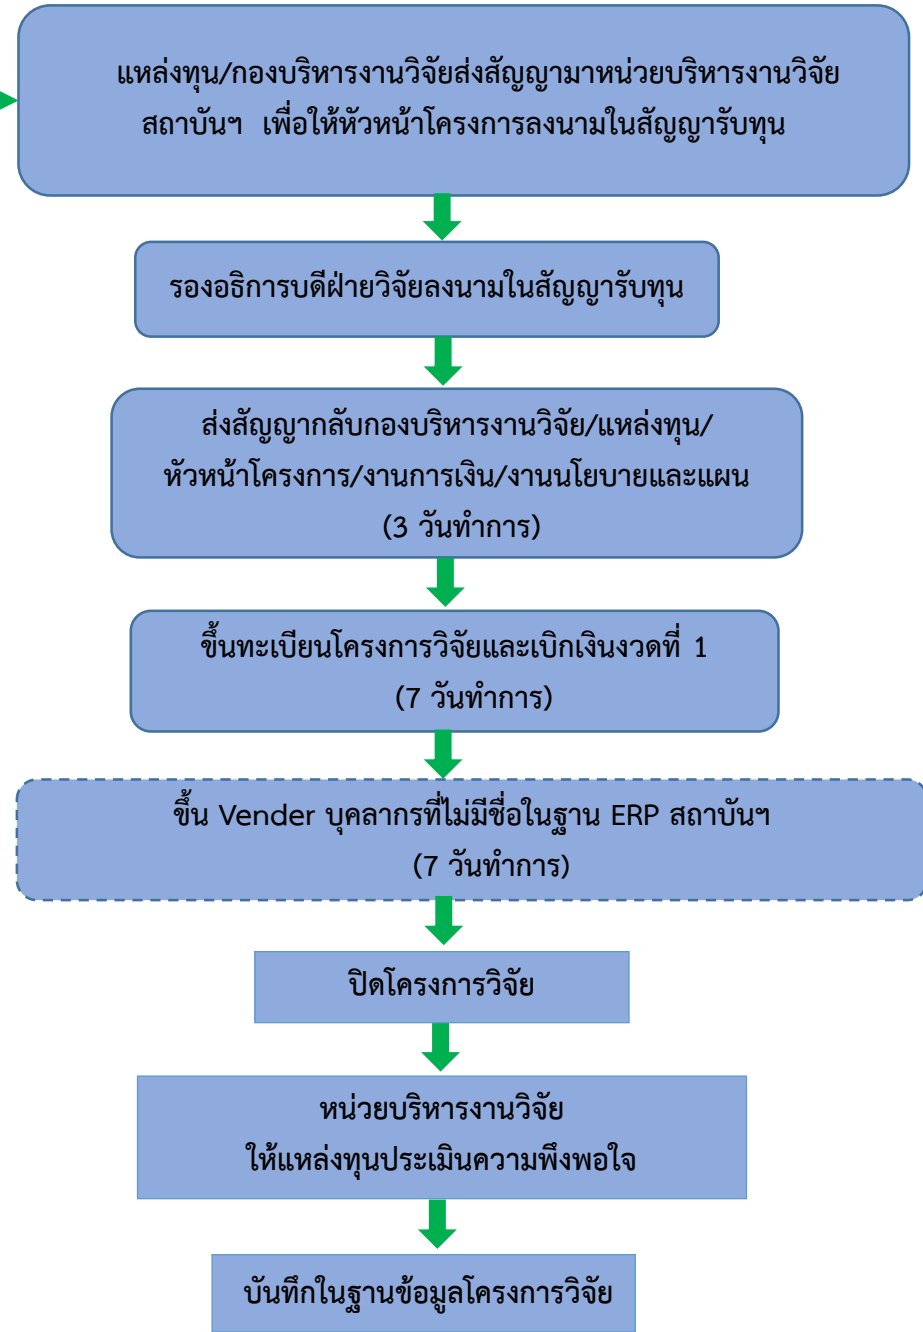 แหล่งทุน/กองบริหารงานวิจัยส่งสัญญามาหน่วยบริหารงานวิจัย
สถาบันฯ เพื่อให้หัวหน้าโครงการลงนามในสัญญารับทุน
รองอธิการบดีฝ่ายวิจัยลงนามในสัญญารับทุน
ส่งสัญญากลับกองบริหารงานวิจัย/แหล่งทุน/
หัวหน้าโครงการ/งานการเงิน/งานนโยบายและแผน
(3 วันทำการ)
ขึ้นทะเบียนโครงการวิจัยและเบิกเงินงวดที่ 1
(7 วันทำการ)
ขึ้น Vender บุคลากรที่ไม่มีชื่อในฐาน ERP สถาบันฯ
(7 วันทำการ)
ปิดโครงการวิจัย
หน่วยบริหารงานวิจัย
ให้แหล่งทุนประเมินความพึงพอใจ
บันทึกในฐานข้อมูลโครงการวิจัย